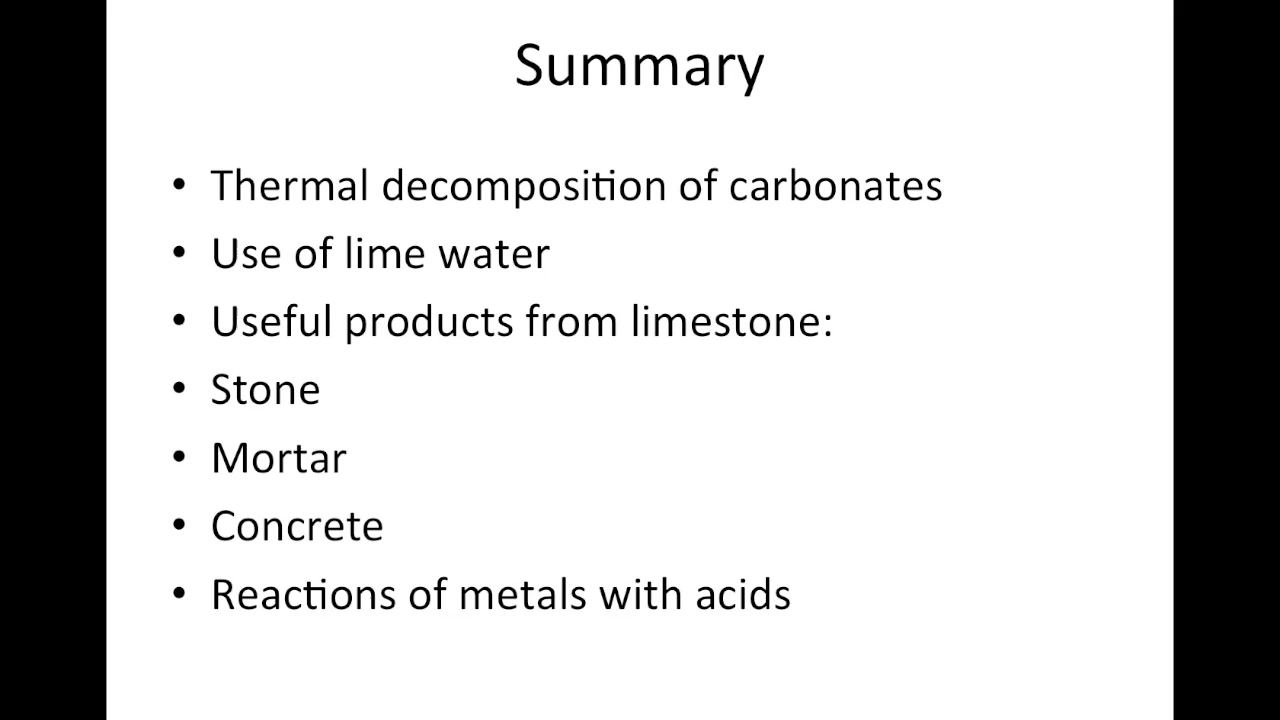 Summary
• Thermal decomposition of carbonates
• Use of lime water
• Useful products from limestone:
• Stone
• Mortar
• Concrete
• Reactions of metals with acids